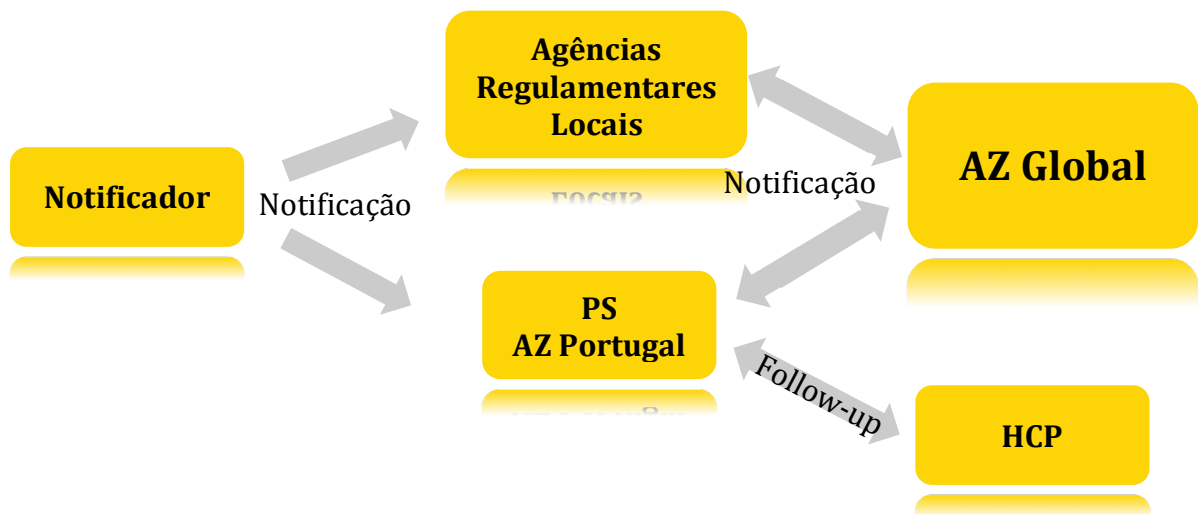 Agências
Regulamentares
Locais
AZ Global
Notificador
Notificação
Notificação
PS
AZ Portugal
Follow-up
HCP